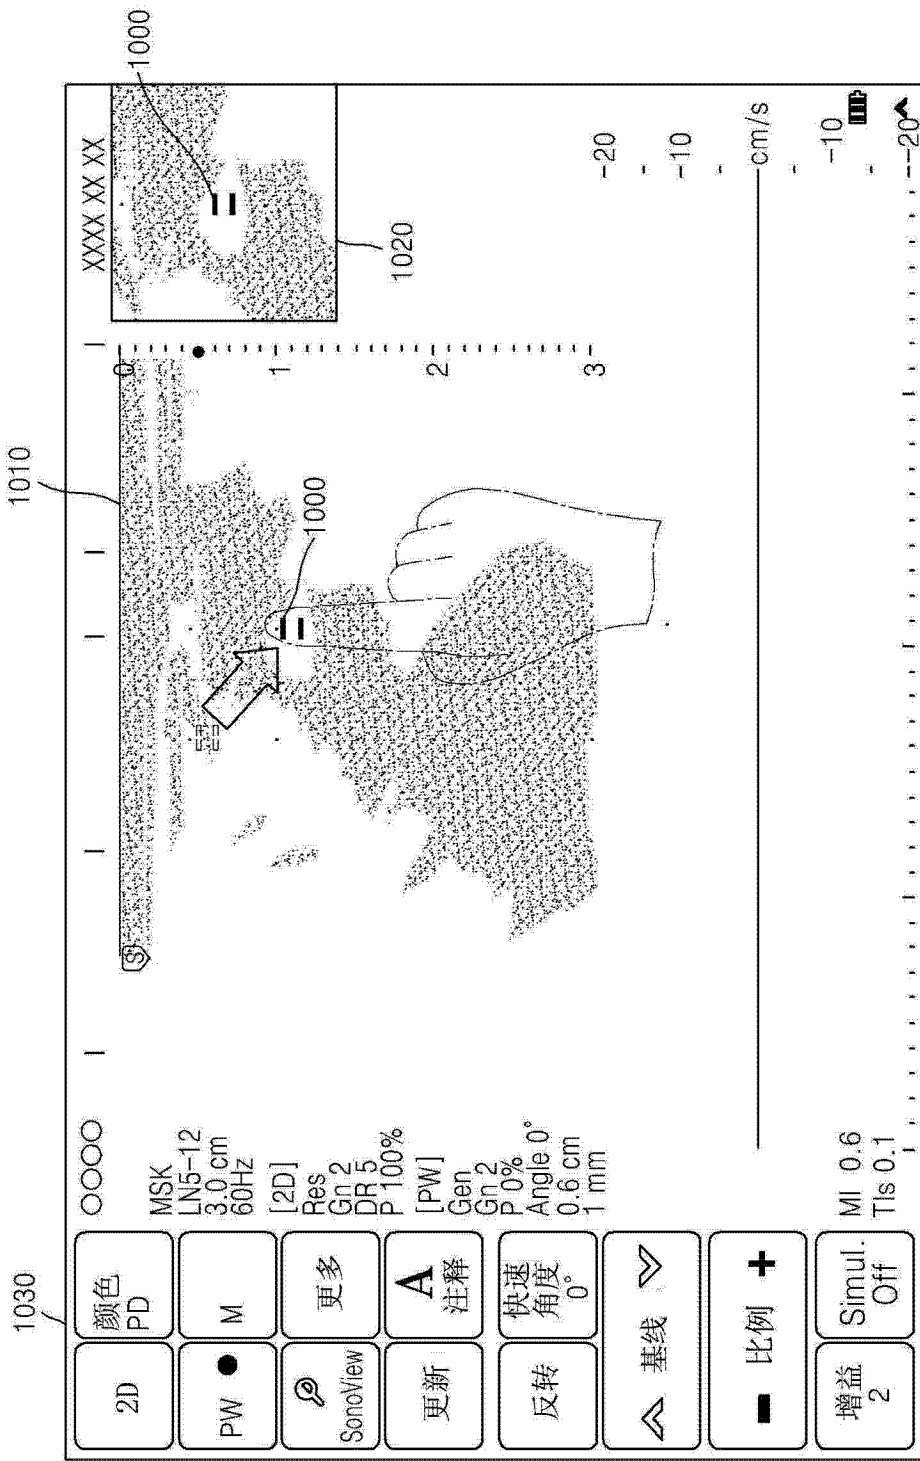 1030
2D
颜色
PD
PW
M
SonoView
更多
更新
A
注释
反转
快速
角度
0°
基线
比例
增益
2
Simul.
Off
○○○○
MSK
LN5-12
3.0 cm
60Hz
[2D]
Res
Gn 2
DR 5
P 100%
[PW]
Gen
Gn 2
P 0%
Angle 0°
0.6 cm
1 mm
MI 0.6
TIs 0.1
1010
S
1000
0
1
2
3
XXXX XX XX
1000
1020
-20
-10
cm/s
-10
-20